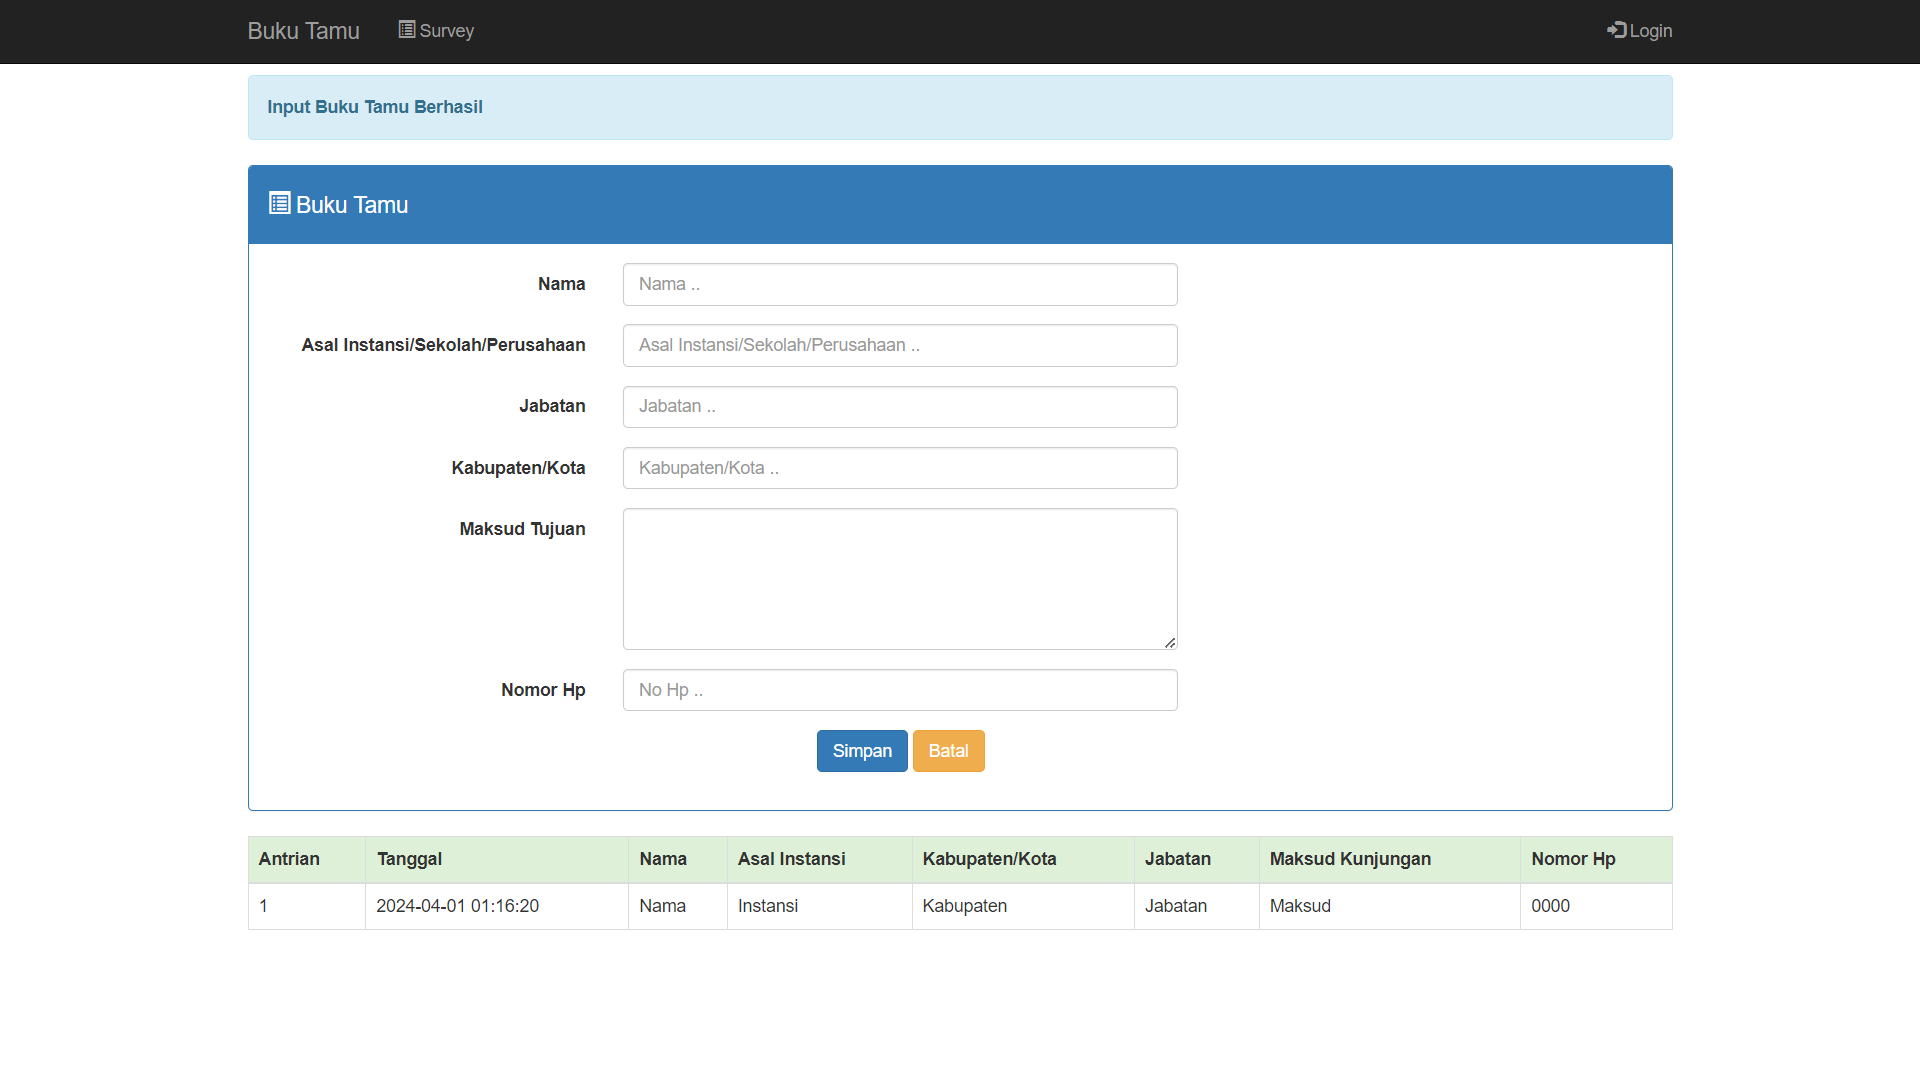 Buku Tamu Survey Login
Input Buku Tamu Berhasil
Buku Tamu
Nama Nama ..
Asal Instansi/Sekolah/Perusahaan Asal Instansi/Sekolah/Perusahaan ..
Jabatan Jabatan ..
Kabupaten/Kota Kabupaten/Kota ..
Maksud Tujuan
Nomor Hp No Hp ..
Simpan Batal
Antrian Tanggal Nama Asal Instansi Kabupaten/Kota Jabatan Maksud Kunjungan Nomor Hp
1 2024-04-01 01:16:20 Nama Instansi Kabupaten Jabatan Maksud 0000